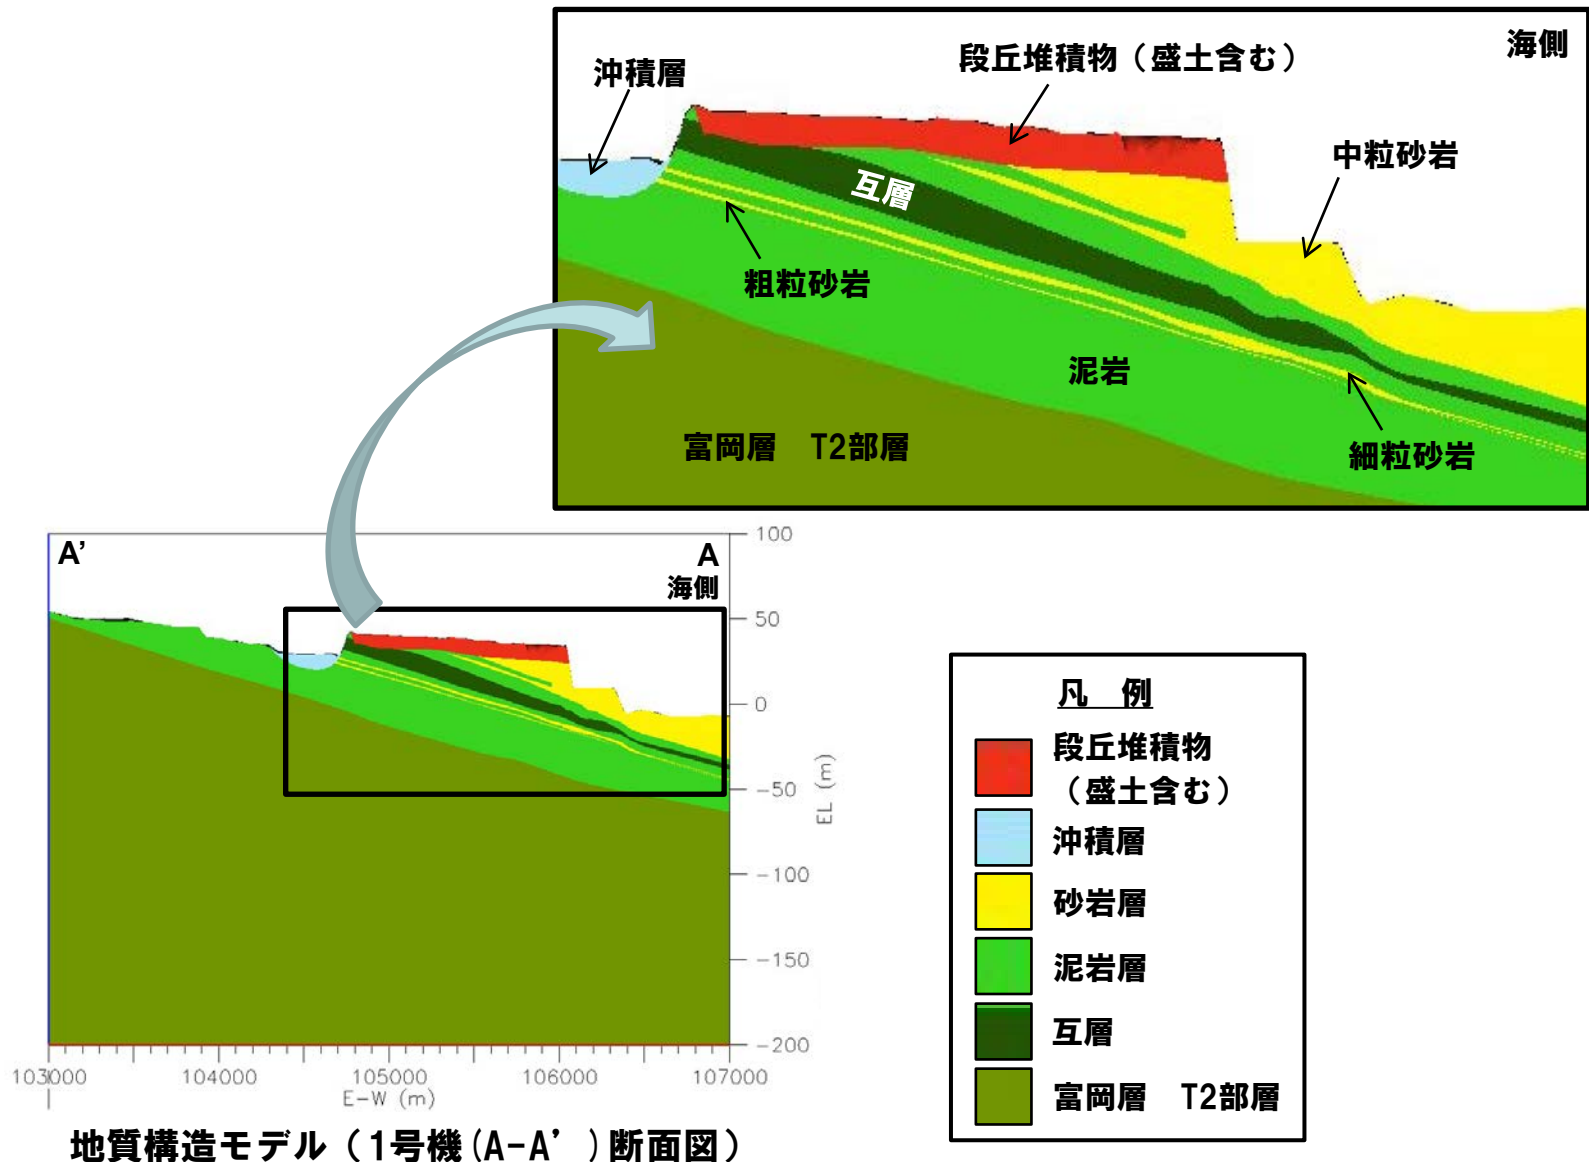 海側
段丘堆積物（盛土含む）
沖積層
中粒砂岩
互層
粗粒砂岩
泥岩
富岡層　T2部層
細粒砂岩
A’
A
海側
100
50
0
-50
-100
-150
-200
EL (m)
103000
104000
105000
106000
107000
E-W (m)
地質構造モデル（1号機(A-A’)断面図）
凡　例
段丘堆積物
（盛土含む）
沖積層
砂岩層
泥岩層
互層
富岡層　T2部層